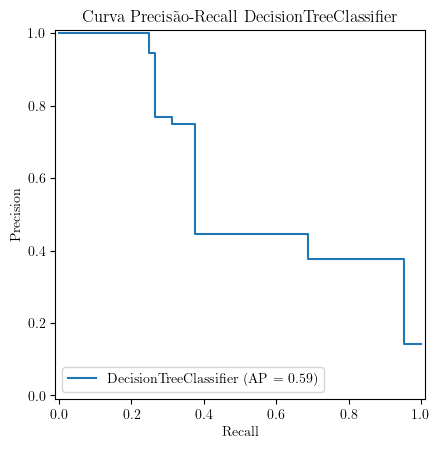 Curva Precisão-Recall DecisionTreeClassifier
1.0
0.8
0.6
0.4
0.2
0.0
Precision
DecisionTreeClassifier (AP = 0.59)
0.0 0.2 0.4 0.6 0.8 1.0
Recall